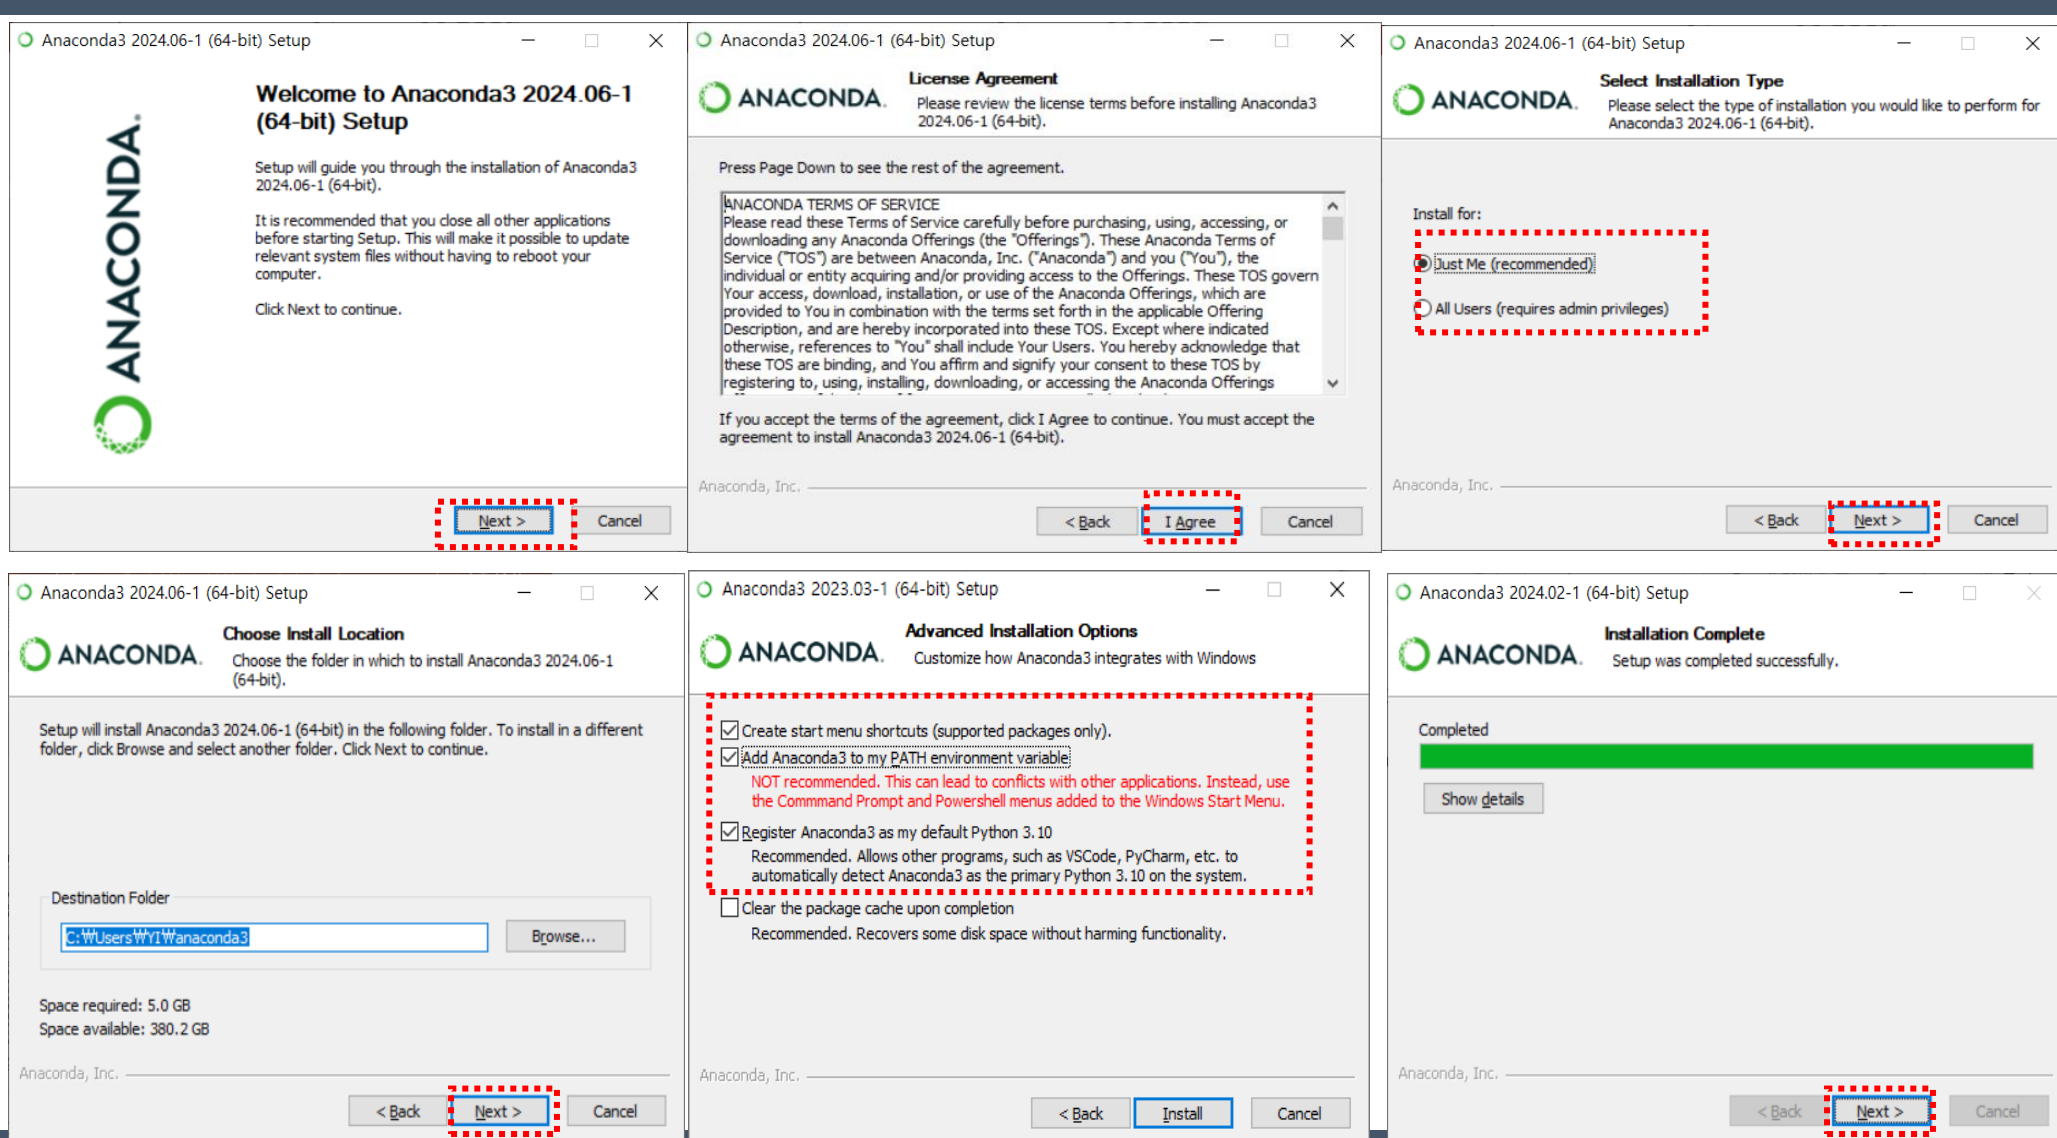 Anaconda3 2024.06-1 (64-bit) Setup
ANACONDA.
Welcome to Anaconda3 2024.06-1
(64-bit) Setup
Setup will guide you through the installation of Anaconda3
2024.06-1 (64-bit).
It is recommended that you close all other applications
before starting Setup. This will make it possible to update
relevant system files without having to reboot your
computer.
Click Next to continue.
Next >
Cancel
Anaconda3 2024.06-1 (64-bit) Setup
ANACONDA.
License Agreement
Please review the license terms before installing Anaconda3
2024.06-1 (64-bit).
Press Page Down to see the rest of the agreement.
ANACONDA TERMS OF SERVICE
Please read these Terms of Service carefully before purchasing, using, accessing, or
downloading any Anaconda Offerings (the "Offerings"). These Anaconda Terms of
Service ("TOS") are between Anaconda, Inc. ("Anaconda") and you ("You"), the
individual or entity acquiring and/or providing access to the Offerings. These TOS govern
Your access, download, installation, or use of the Anaconda Offerings, which are
provided to You in combination with the terms set forth in the applicable Offering
Description, and are hereby incorporated into these TOS. Except where indicated
otherwise, references to "You" shall include Your Users. You hereby acknowledge that
these TOS are binding, and You affirm and signify your consent to these TOS by
registering to, using, installing, downloading, or accessing the Anaconda Offerings
If you accept the terms of the agreement, click I Agree to continue. You must accept the
agreement to install Anaconda3 2024.06-1 (64-bit).
Anaconda, Inc.
< Back
I Agree
Cancel
Anaconda3 2024.06-1 (64-bit) Setup
ANACONDA.
Select Installation Type
Please select the type of installation you would like to perform for
Anaconda3 2024.06-1 (64-bit).
Install for:
Just Me (recommended)
All Users (requires admin privileges)
Anaconda, Inc.
< Back
Next >
Cancel
Anaconda3 2024.06-1 (64-bit) Setup
ANACONDA.
Choose Install Location
Choose the folder in which to install Anaconda3 2024.06-1
(64-bit).
Setup will install Anaconda3 2024.06-1 (64-bit) in the following folder. To install in a different
folder, click Browse and select another folder. Click Next to continue.
Destination Folder
C:₩Users₩YI₩anaconda3
Browse...
Space required: 5.0 GB
Space available: 380.2 GB
Anaconda, Inc.
< Back
Next >
Cancel
Anaconda3 2023.03-1 (64-bit) Setup
ANACONDA.
Advanced Installation Options
Customize how Anaconda3 integrates with Windows
Create start menu shortcuts (supported packages only).
Add Anaconda3 to my PATH environment variable
NOT recommended. This can lead to conflicts with other applications. Instead, use
the Commmand Prompt and Powershell menus added to the Windows Start Menu.
Register Anaconda3 as my default Python 3.10
Recommended. Allows other programs, such as VSCode, PyCharm, etc. to
automatically detect Anaconda3 as the primary Python 3.10 on the system.
Clear the package cache upon completion
Recommended. Recovers some disk space without harming functionality.
Anaconda, Inc.
< Back
Install
Cancel
Anaconda3 2024.02-1 (64-bit) Setup
ANACONDA.
Installation Complete
Setup was completed successfully.
Completed
Show details
Anaconda, Inc.
< Back
Next >
Cancel